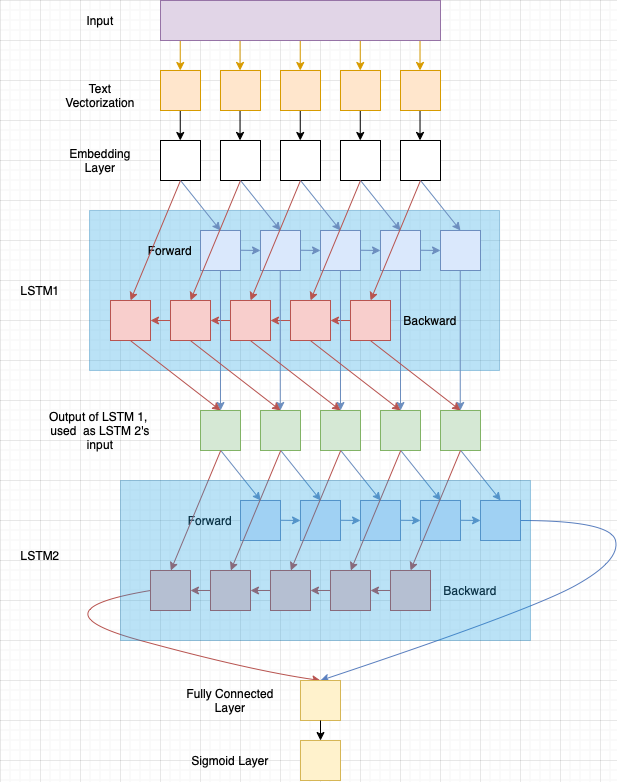 Input
Text
Vectorization
Embedding
Layer
Forward
LSTM1
Backward
Output of LSTM 1,
used as LSTM 2's
input
Forward
LSTM2
Backward
Fully Connected
Layer
Sigmoid Layer